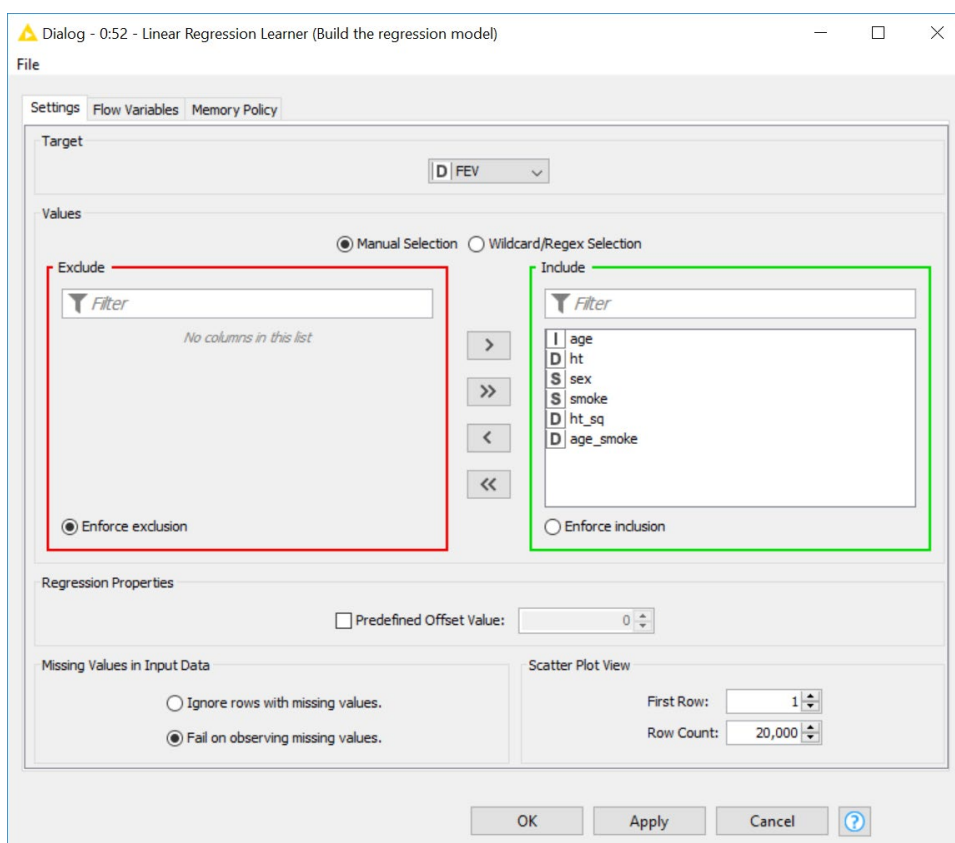 Dialog - 0:52 - Linear Regression Learner (Build the regression model)
File
Settings Flow Variables Memory Policy
Target
D FEV
Values
Manual Selection Wildcard/Regex Selection
Exclude
Filter
No columns in this list
Enforce exclusion
>
>>
<
<<
Include
Filter
I age
D ht
S sex
S smoke
D ht_sq
D age_smoke
Enforce inclusion
Regression Properties
Predefined Offset Value: 0
Missing Values in Input Data
Ignore rows with missing values.
Fail on observing missing values.
Scatter Plot View
First Row: 1
Row Count: 20,000
OK Apply Cancel ?